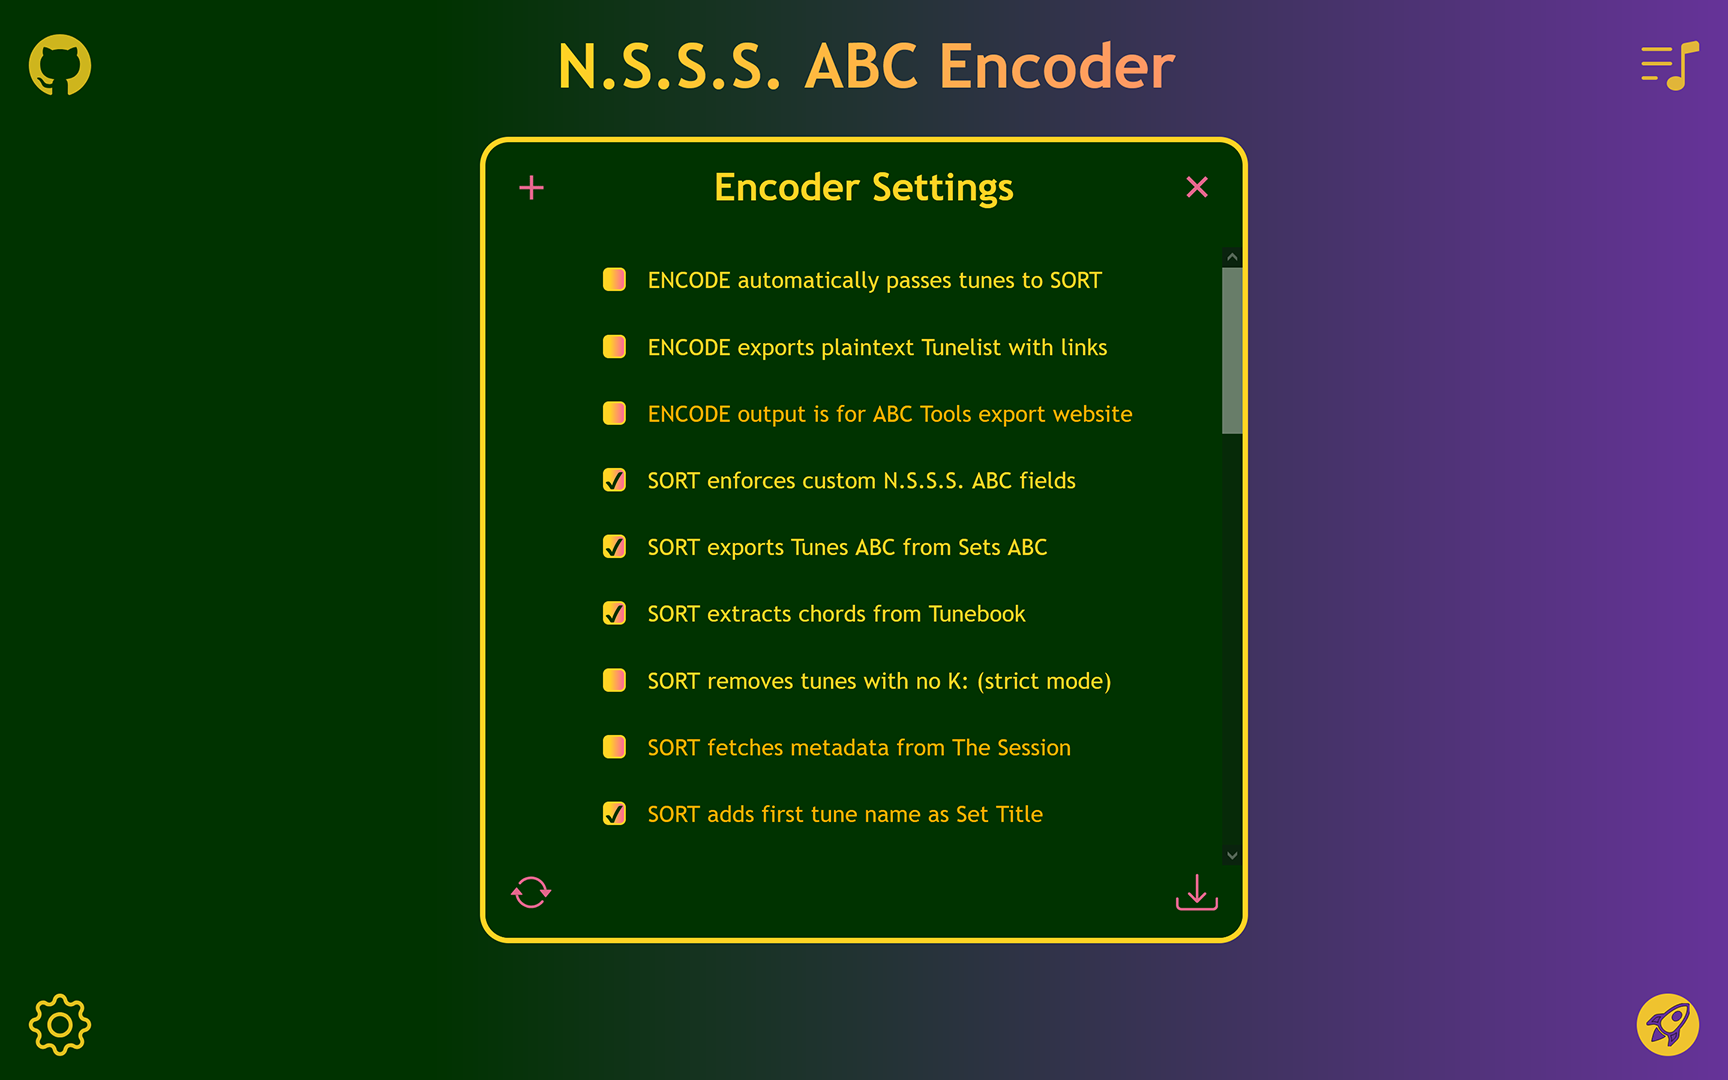 N.S.S.S. ABC Encoder
Encoder Settings
ENCODE automatically passes tunes to SORT
ENCODE exports plaintext Tunelist with links
ENCODE output is for ABC Tools export website
SORT enforces custom N.S.S.S. ABC fields
SORT exports Tunes ABC from Sets ABC
SORT extracts chords from Tunebook
SORT removes tunes with no K: (strict mode)
SORT fetches metadata from The Session
SORT adds first tune name as Set Title